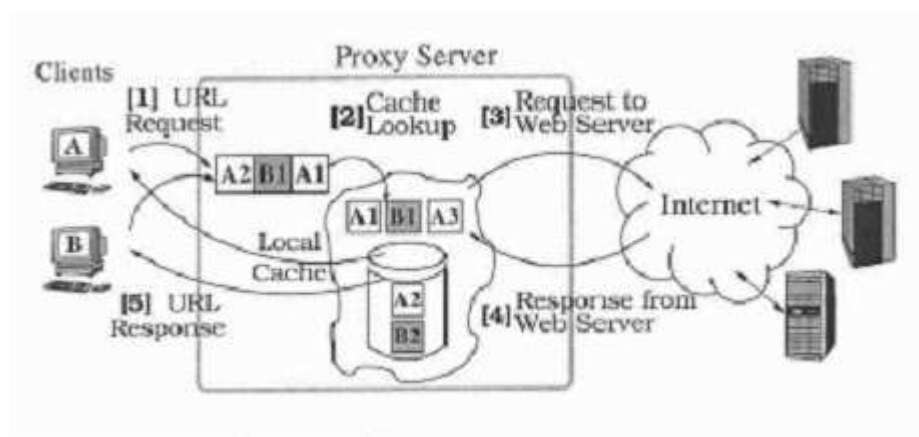 Proxy Server
Clients
[1] URL
Request
[2] Cache
Lookup
[3] Request to
Web Server
A
A2 B1 A1
A1 B1 A3
Internet
B
Local
Cache
A2
B2
[5] URL
Response
[4] Response from
Web Server